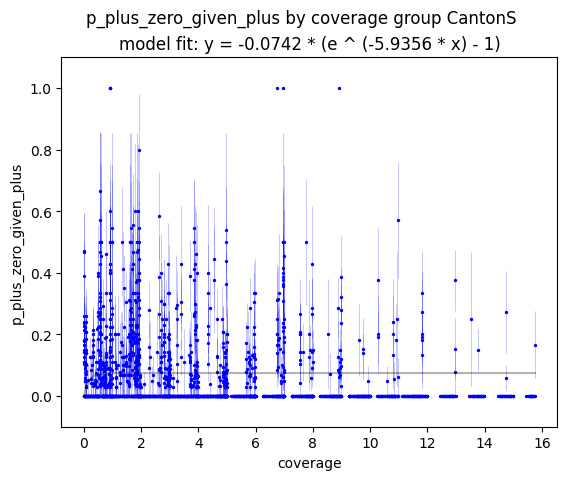 p_plus_zero_given_plus by coverage group CantonS
model fit: y = -0.0742 * (e ^ (-5.9356 * x) - 1)
p_plus_zero_given_plus
1.0
0.8
0.6
0.4
0.2
0.0
0 2 4 6 8 10 12 14 16
coverage